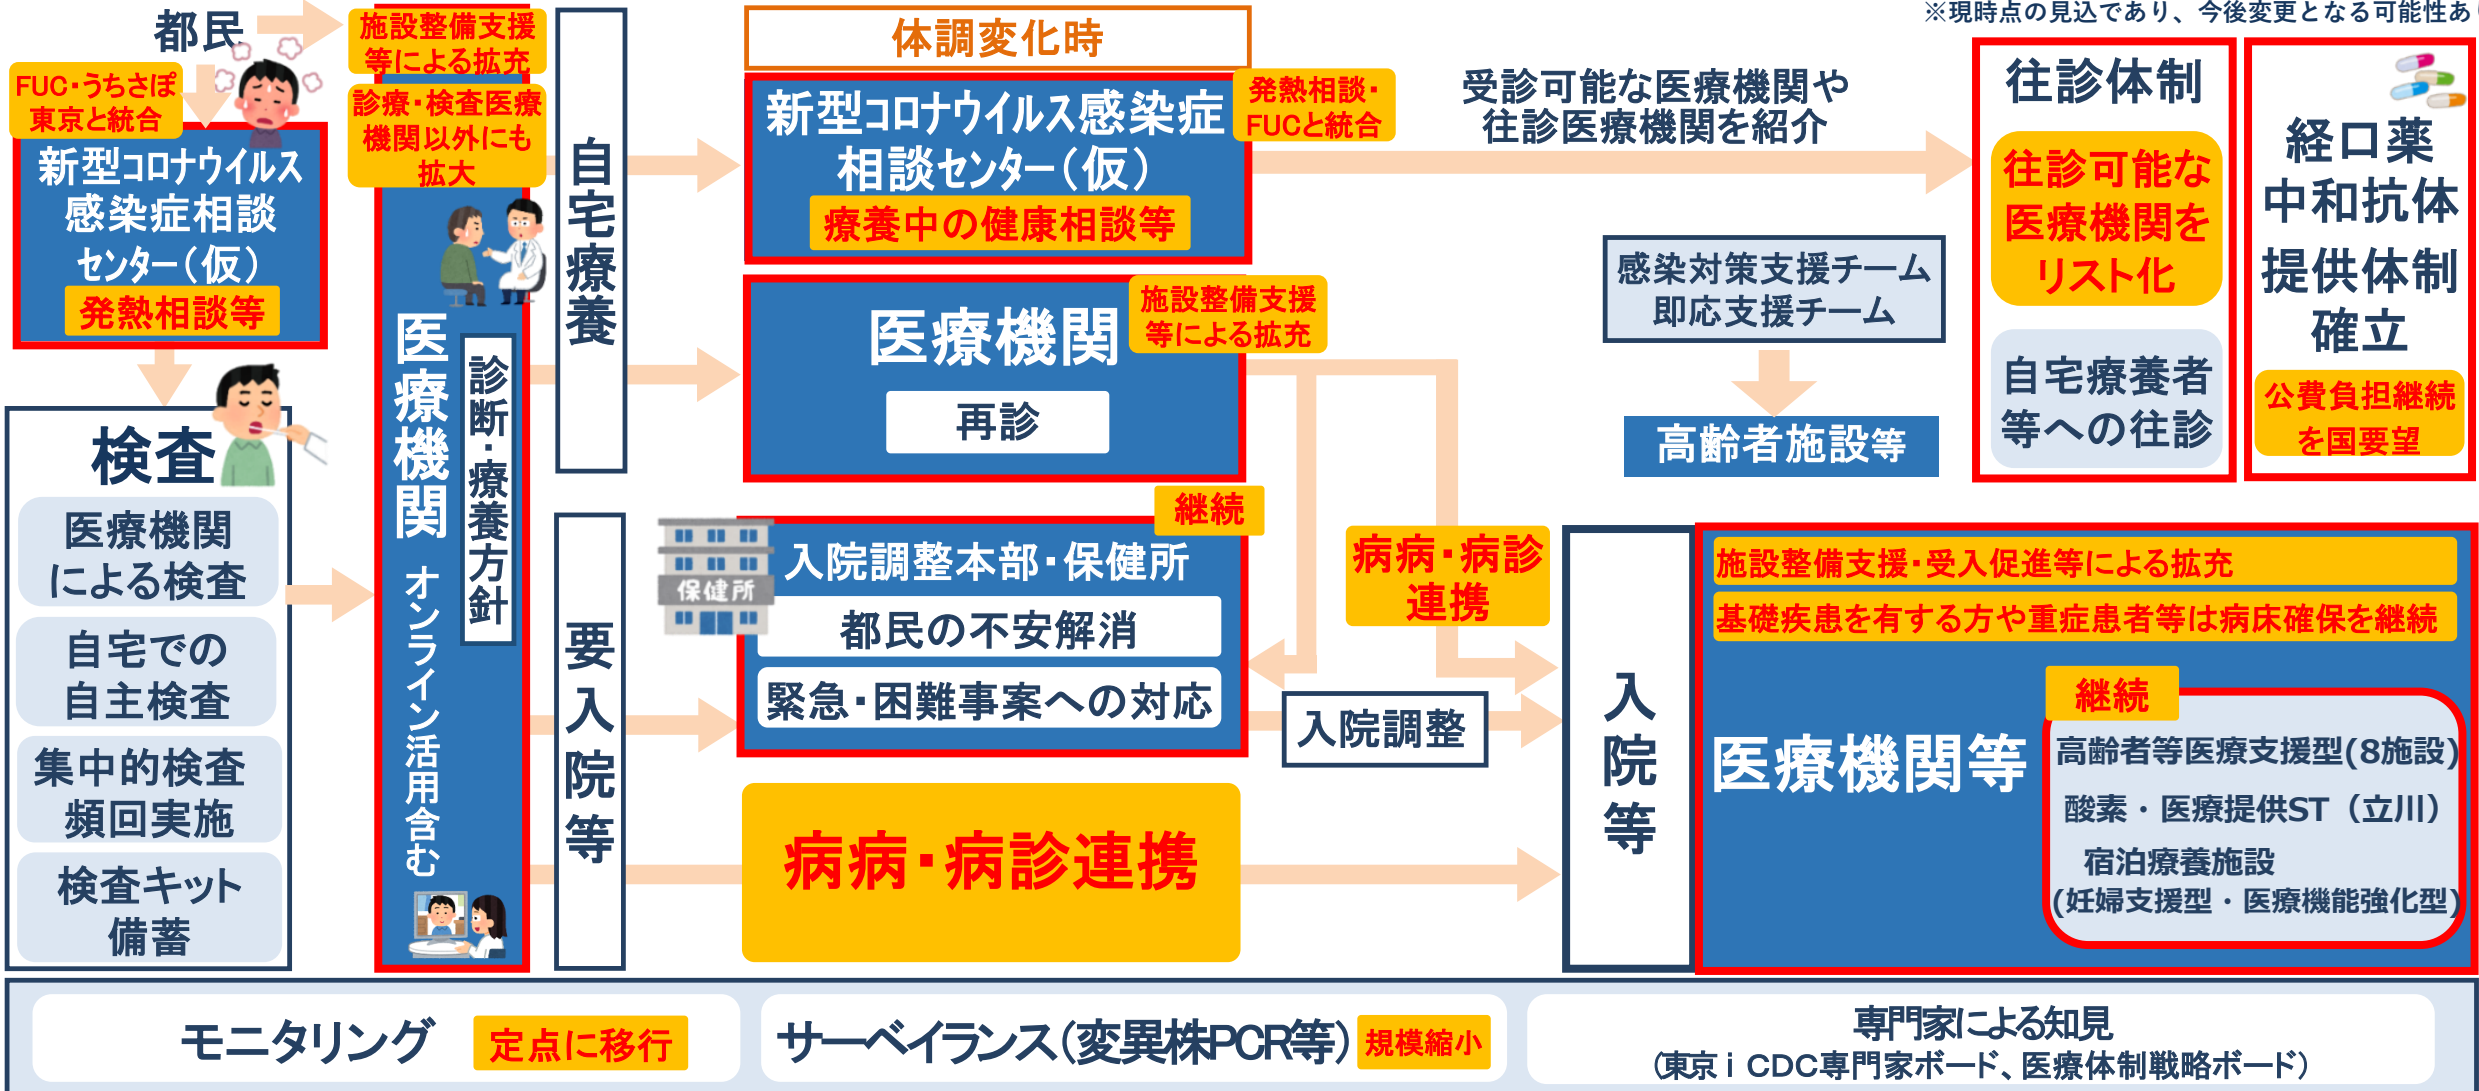 ※現時点の見込であり、今後変更となる可能性あ
都民
FUC・うちさぽ
東京と統合
新型コロナウイルス
感染症相談
センター（仮）
発熱相談等
検査
医療機関
による検査
自宅での
自主検査
集中的検査
頻回実施
検査キット
備蓄
施設整備支援
等による拡充
診療・検査医療
機関以外にも
拡大
医療機関 オンライン活用含む
診断・療養方針
自宅療養
要入院等
体調変化時
新型コロナウイルス感染症
相談センター（仮）
療養中の健康相談等
発熱相談・
FUCと統合
医療機関
再診
施設整備支援
等による拡充
継続
保健所
入院調整本部・保健所
都民の不安解消
緊急・困難事案への対応
病病・病診連携
受診可能な医療機関や
往診医療機関を紹介
感染対策支援チーム
即応支援チーム
高齢者施設等
病病・病診
連携
入院調整
往診体制
往診可能な
医療機関を
リスト化
自宅療養者
等への往診
経口薬
中和抗体
提供体制
確立
公費負担継続
を国要望
入院等
施設整備支援・受入促進等による拡充
基礎疾患を有する方や重症患者等は病床確保を継続
医療機関等
継続
高齢者等医療支援型(8施設)
酸素・医療提供ST（立川）
宿泊療養施設
(妊婦支援型・医療機能強化型)
モニタリング
定点に移行
サーベイランス（変異株PCR等）
規模縮小
専門家による知見
（東京ｉCDC専門家ボード、医療体制戦略ボード）